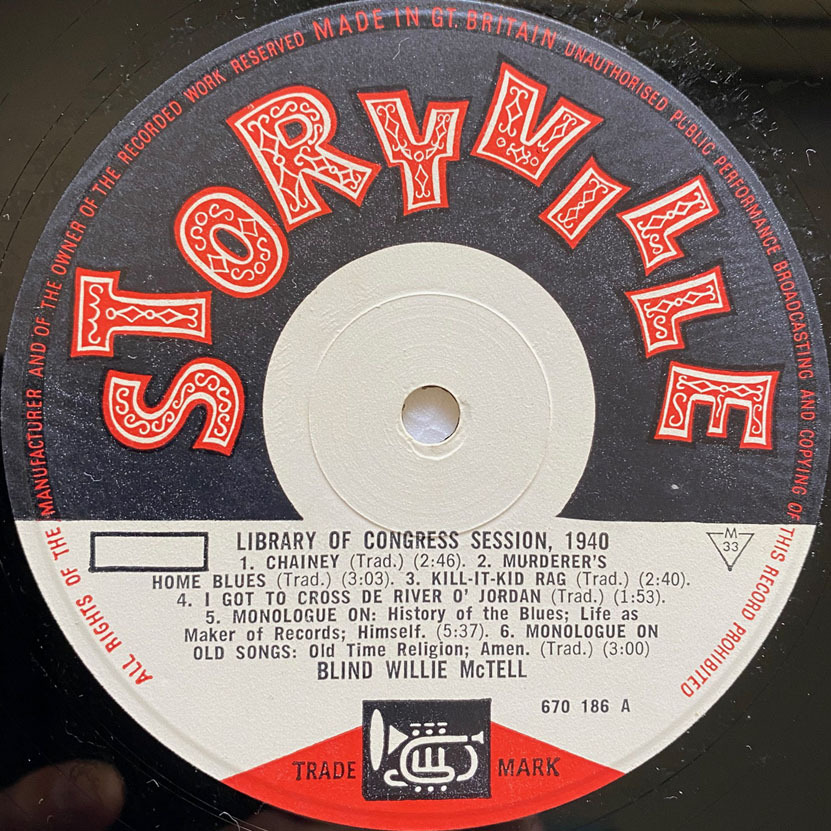 ALL RIGHTS OF THE MANUFACTURER AND OF THE OWNER OF THE RECORDED WORK RESERVED MADE IN GT. BRITAIN UNAUTHORISED PUBLIC PERFORMANCE BROADCASTING AND COPYING OF THIS RECORD PROHIBITED
STORYVILLE
LIBRARY OF CONGRESS SESSION, 1940
M
33
1. CHAINEY (Trad.) (2:46). 2. MURDERER'S
HOME BLUES (Trad.) (3:03). 3. KILL-IT-KID RAG (Trad.) (2:40).
4. I GOT TO CROSS DE RIVER O' JORDAN (Trad.) (1:53).
5. MONOLOGUE ON: History of the Blues; Life as
Maker of Records; Himself. (5:37). 6. MONOLOGUE ON
OLD SONGS: Old Time Religion; Amen. (Trad.) (3:00)
BLIND WILLIE McTELL
670 186 A
TRADE MARK